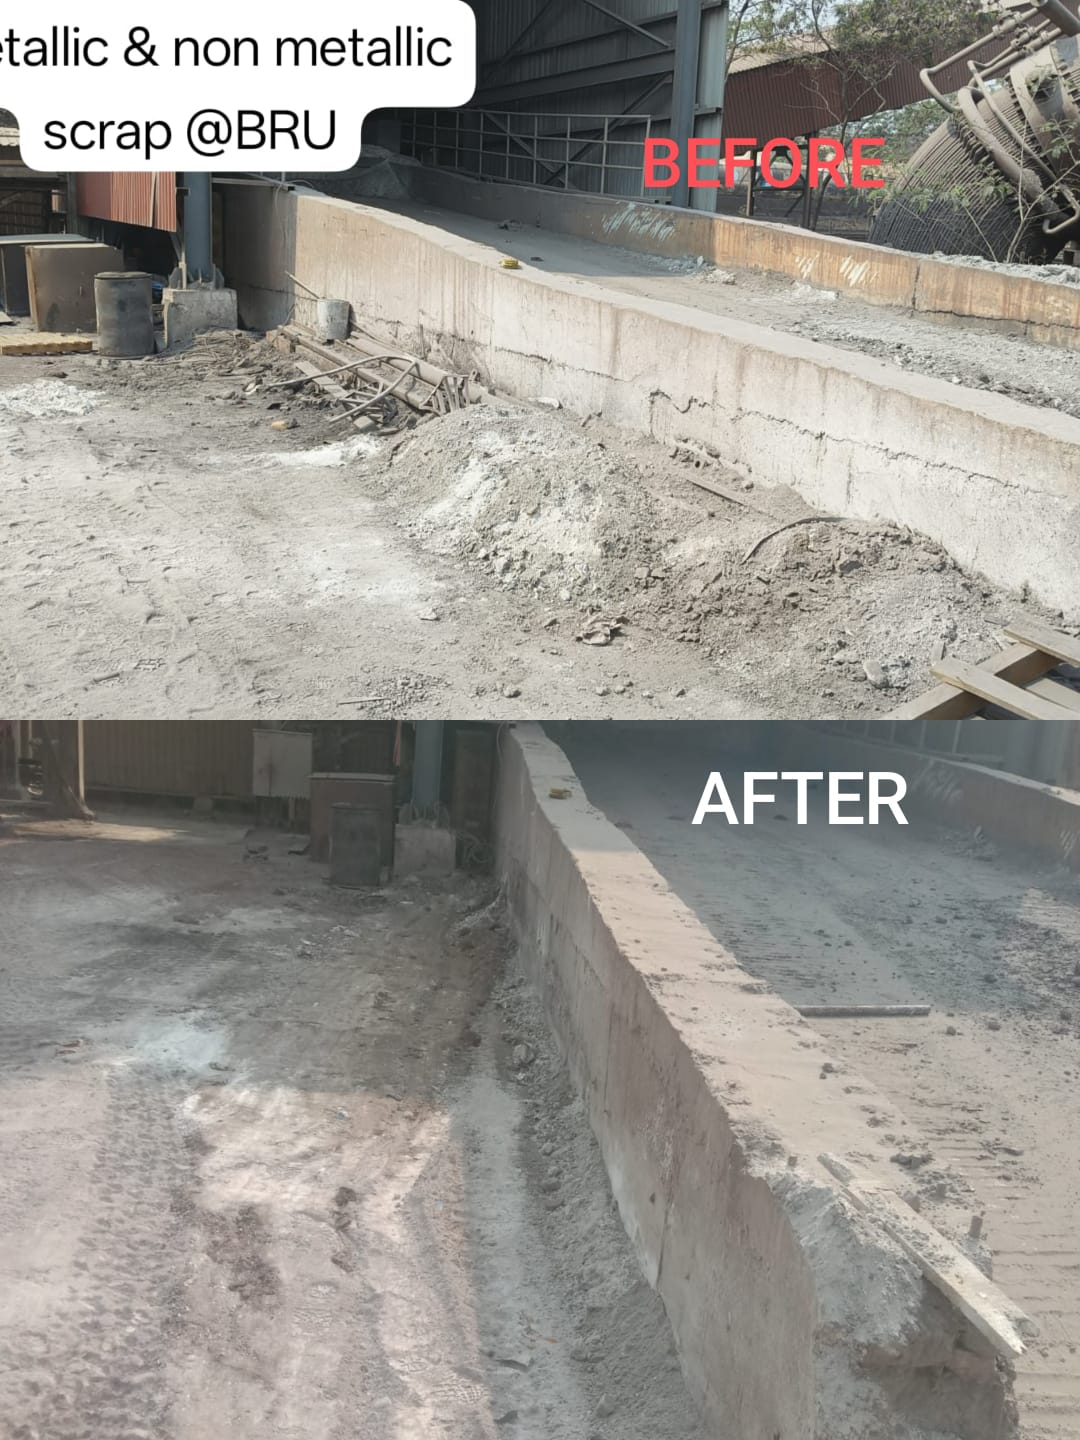 etallic & non metallic
scrap @BRU
BEFORE
AFTER